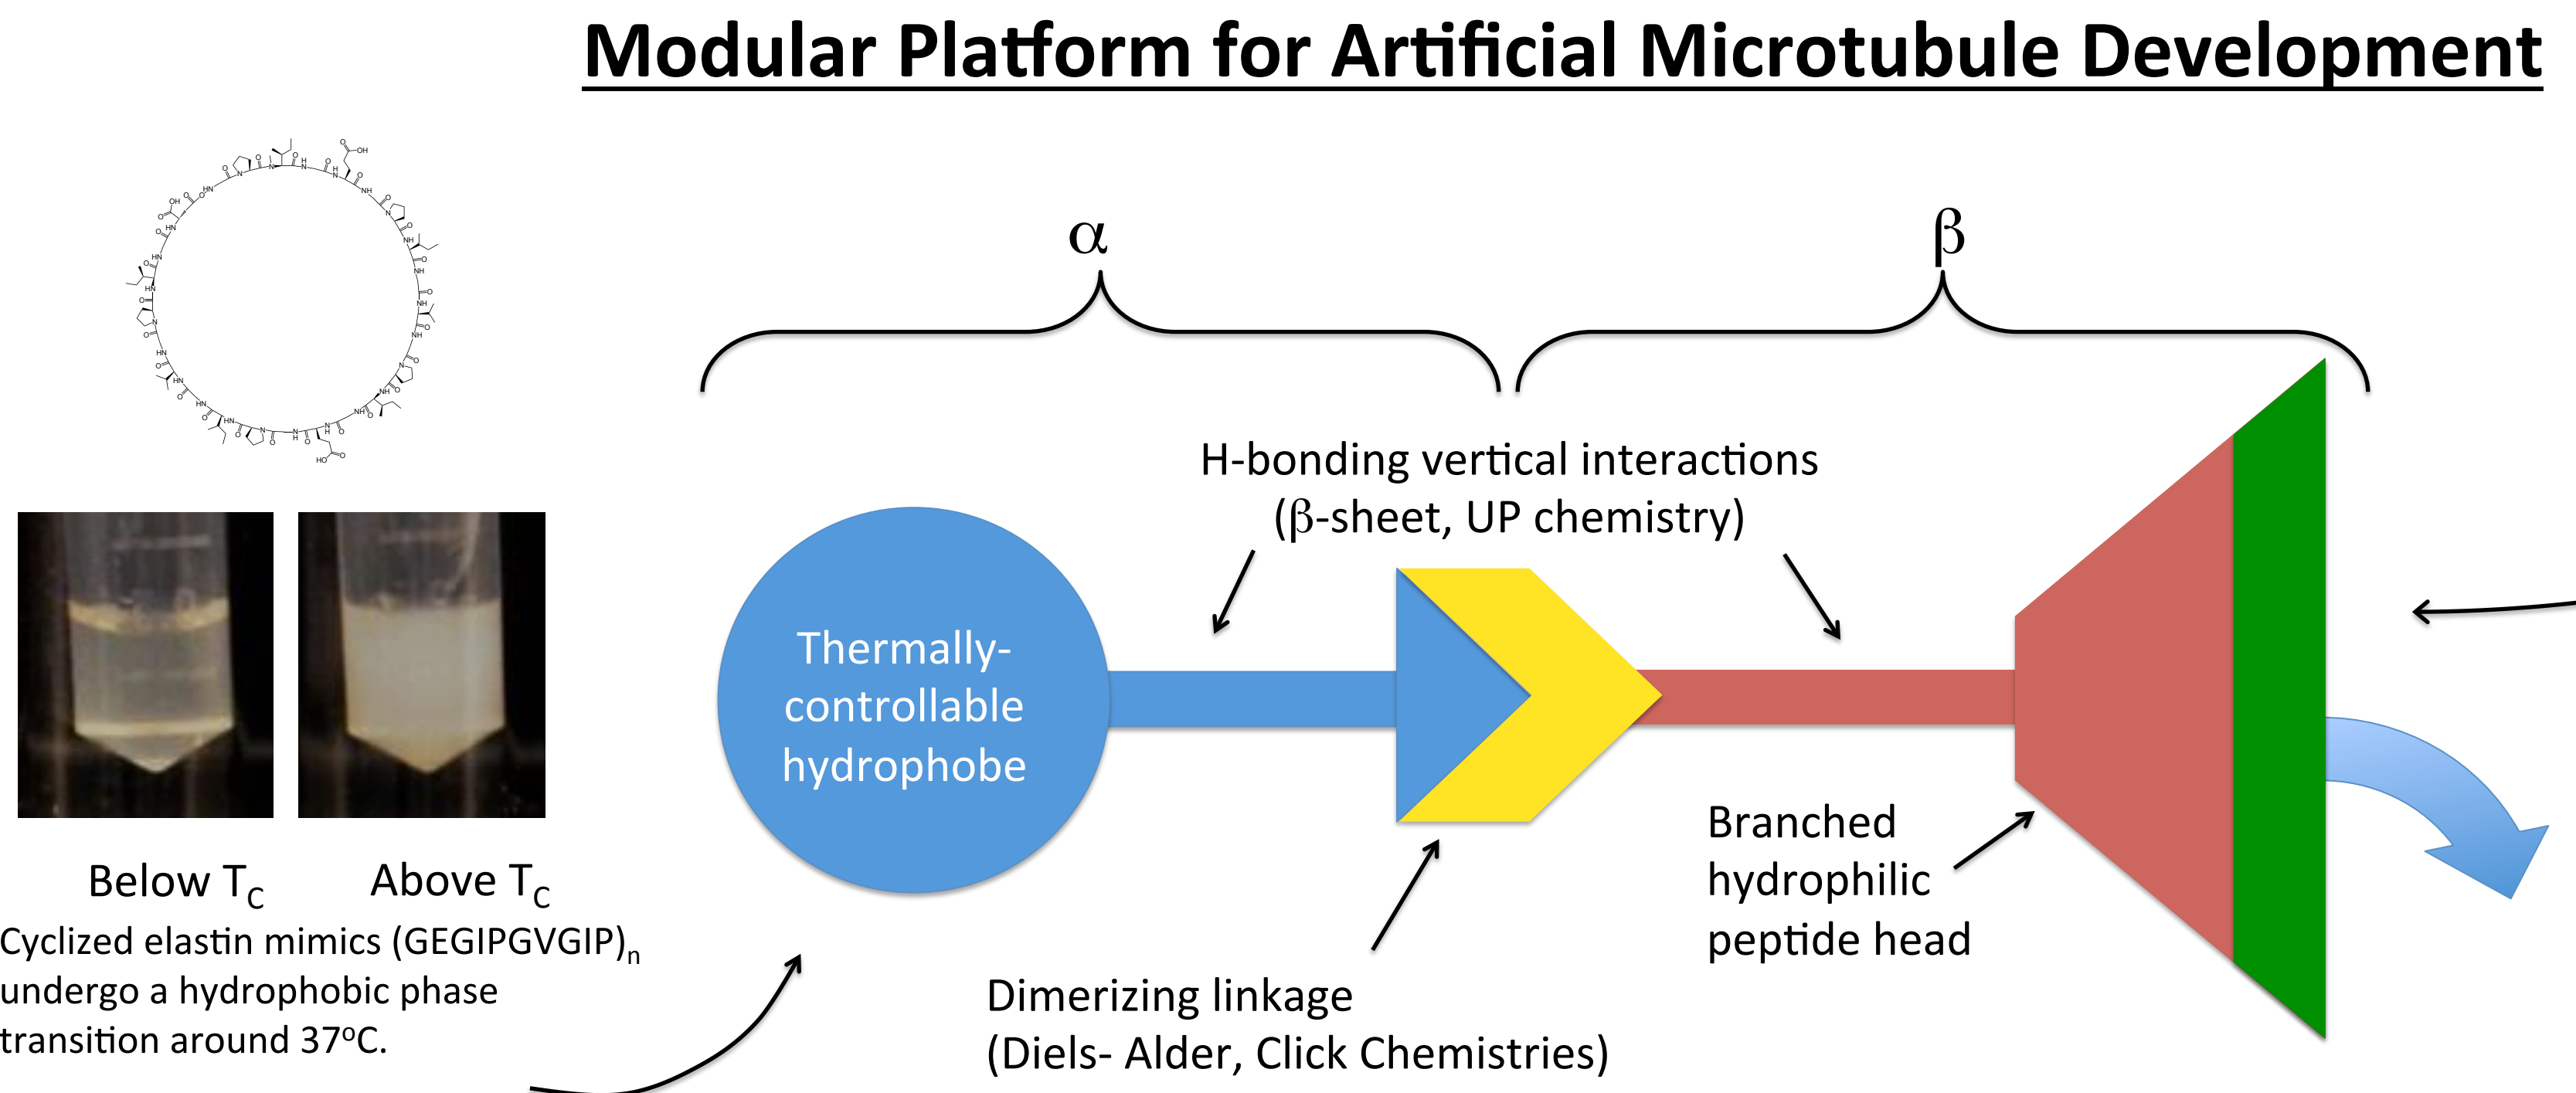 Modular Platform for Artificial Microtubule Development
α
β
H-bonding vertical interactions
(β-sheet, UP chemistry)
Thermally-
controllable
hydrophobe
Branched
hydrophilic
peptide head
Below TC
Above TC
Cyclized elastin mimics (GEGIPGVGIP)n
undergo a hydrophobic phase
transition around 37oC.
Dimerizing linkage
(Diels- Alder, Click Chemistries)